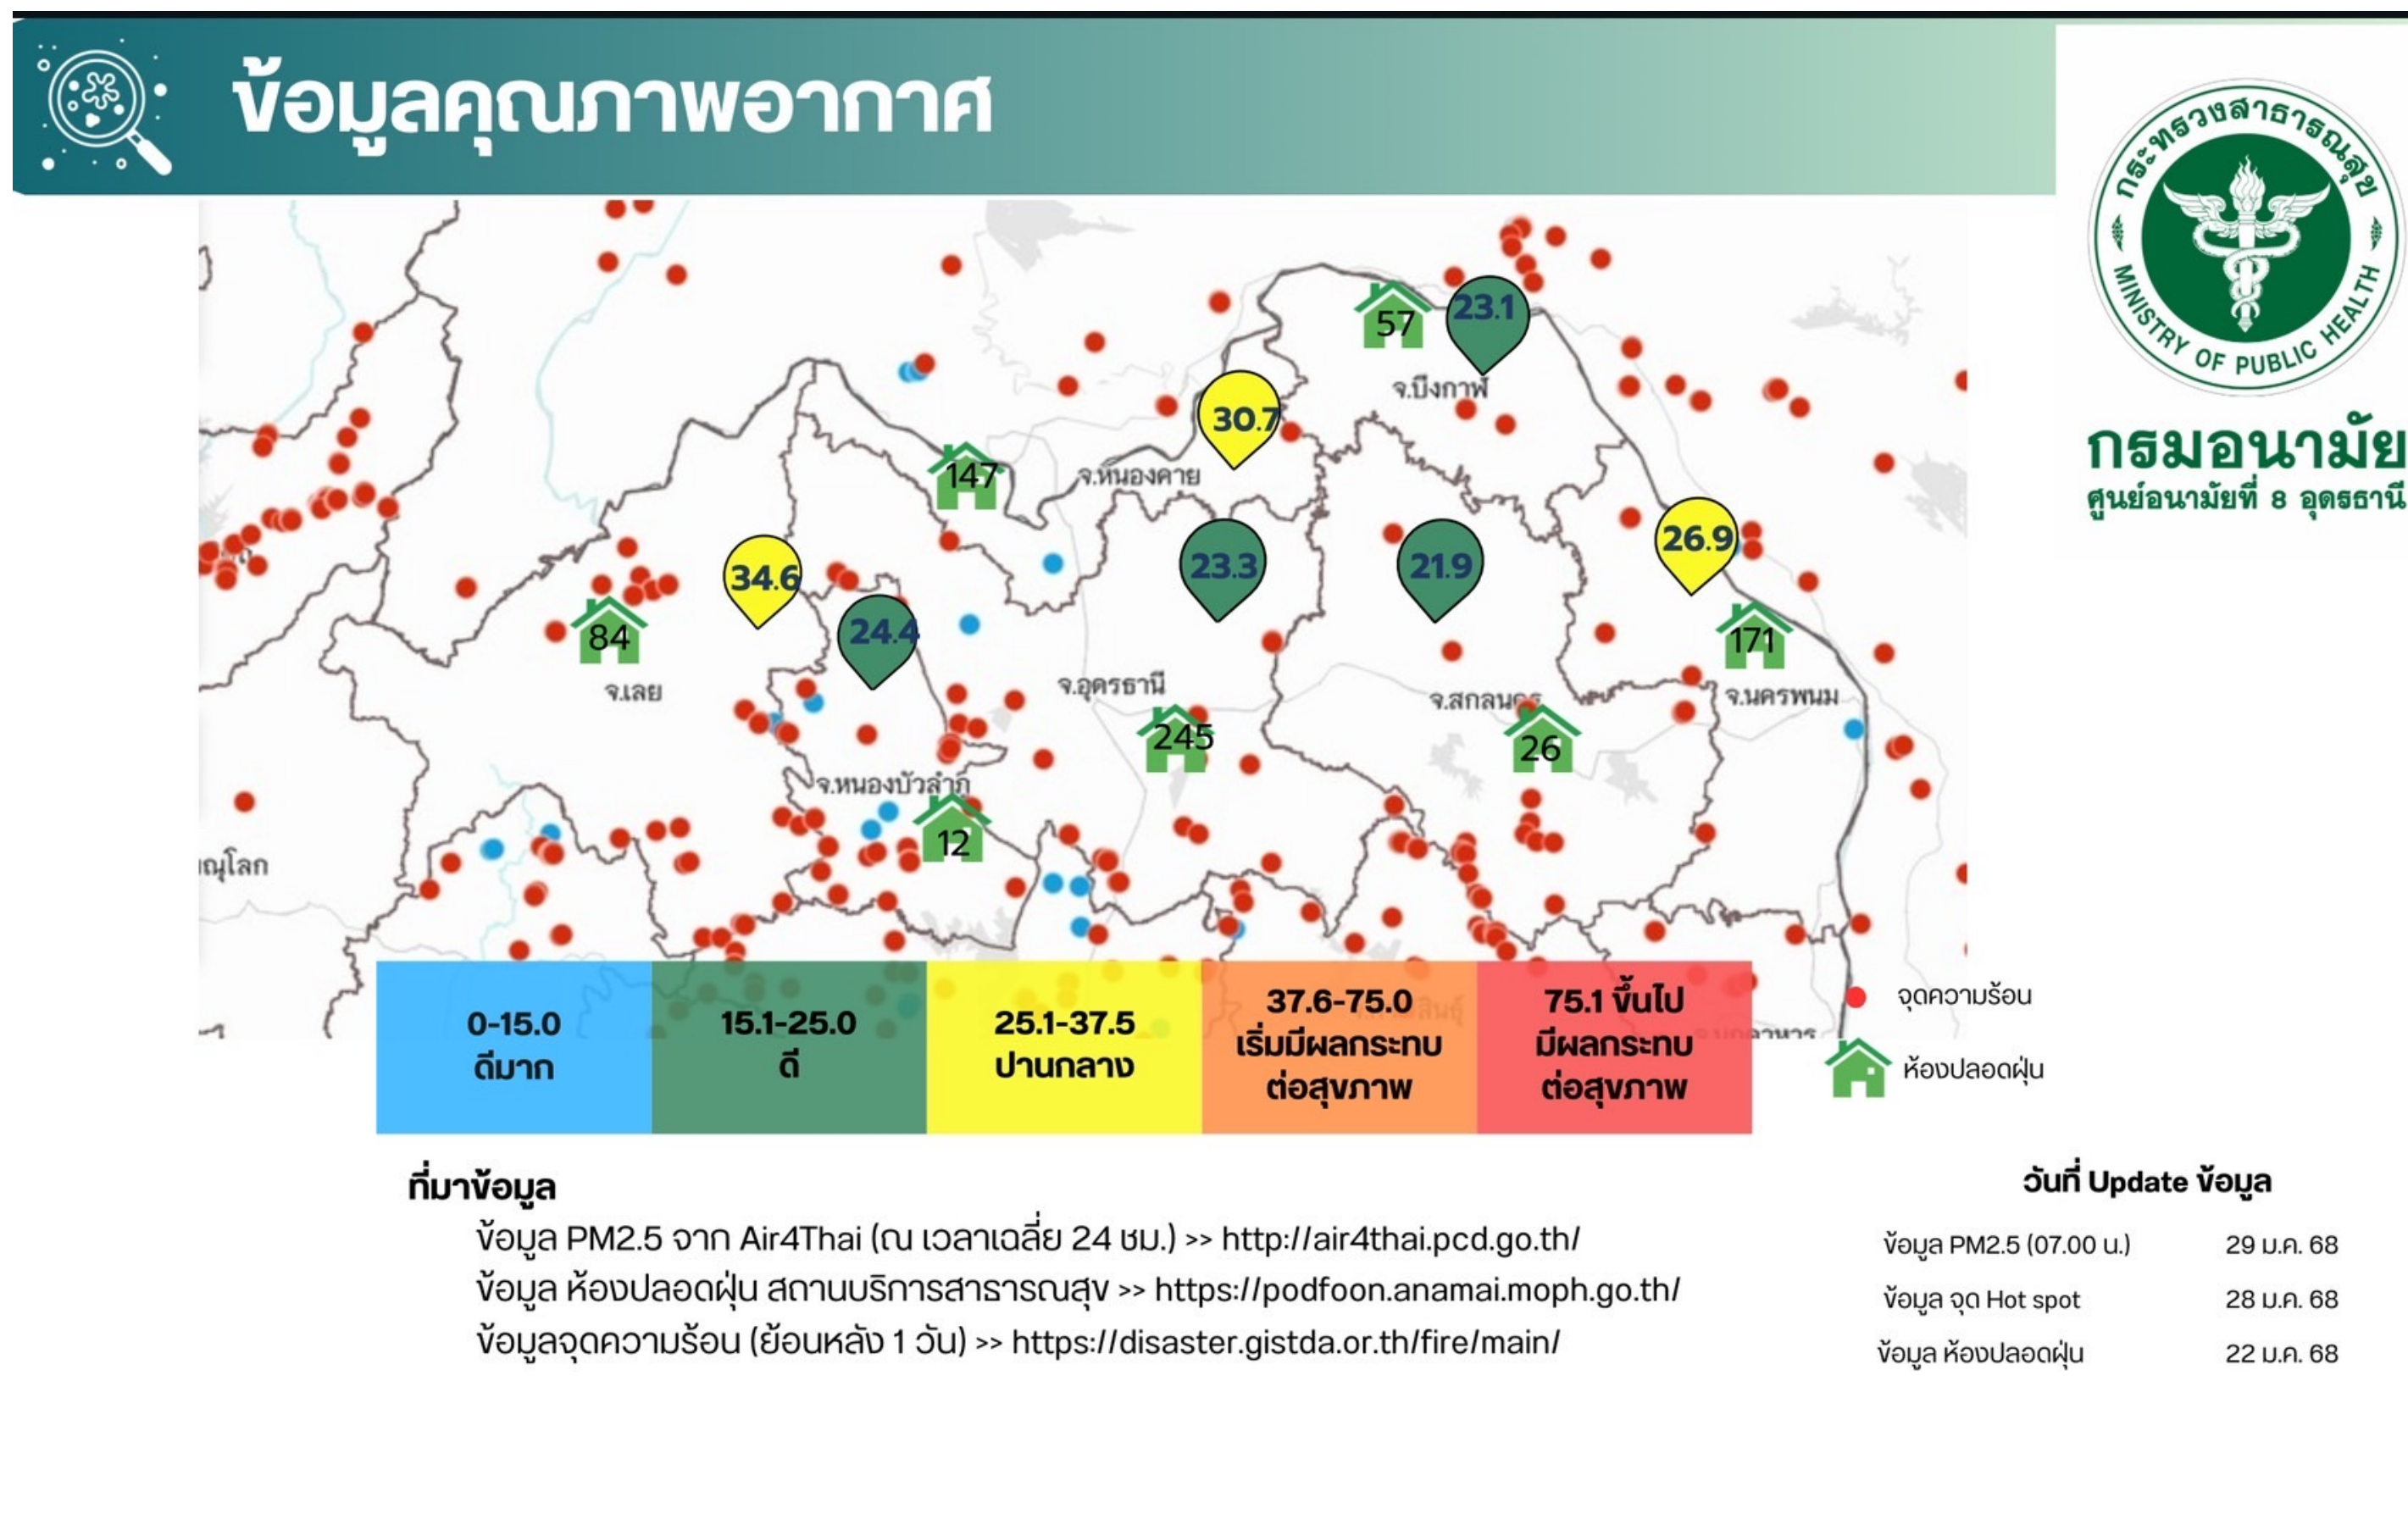 ข้อมูลคุณภาพอากาศ
กระทรวงสาธารณสุข
MINISTRY OF PUBLIC HEALTH
กรมอนามัย
ศูนย์อนามัยที่ 8 อุดรธานี
57
23.1
จ.บึงกาฬ
30.7
147
จ.หนองคาย
34.6
23.3
21.9
26.9
24.4
84
171
จ.เลย
จ.อุดรธานี
จ.สกลนคร
จ.นครพนม
245
26
จ.หนองบัวลำภู
12
ณุโลก
0-15.0
ดีมาก
15.1-25.0
ดี
25.1-37.5
ปานกลาง
37.6-75.0
เริ่มมีผลกระทบ
ต่อสุขภาพ
75.1 ขึ้นไป
มีผลกระทบ
ต่อสุขภาพ
จุดความร้อน
ห้องปลอดฝุ่น
ที่มาข้อมูล
ข้อมูล PM2.5 จาก Air4Thai (ณ เวลาเฉลี่ย 24 ชม.) >> http://air4thai.pcd.go.th/
ข้อมูล ห้องปลอดฝุ่น สถานบริการสาธารณสุข >> https://podfoon.anamai.moph.go.th/
ข้อมูลจุดความร้อน (ย้อนหลัง 1 วัน) >> https://disaster.gistda.or.th/fire/main/
วันที่ Update ข้อมูล
ข้อมูล PM2.5 (07.00 น.) 29 ม.ค. 68
ข้อมูล จุด Hot spot 28 ม.ค. 68
ข้อมูล ห้องปลอดฝุ่น 22 ม.ค. 68